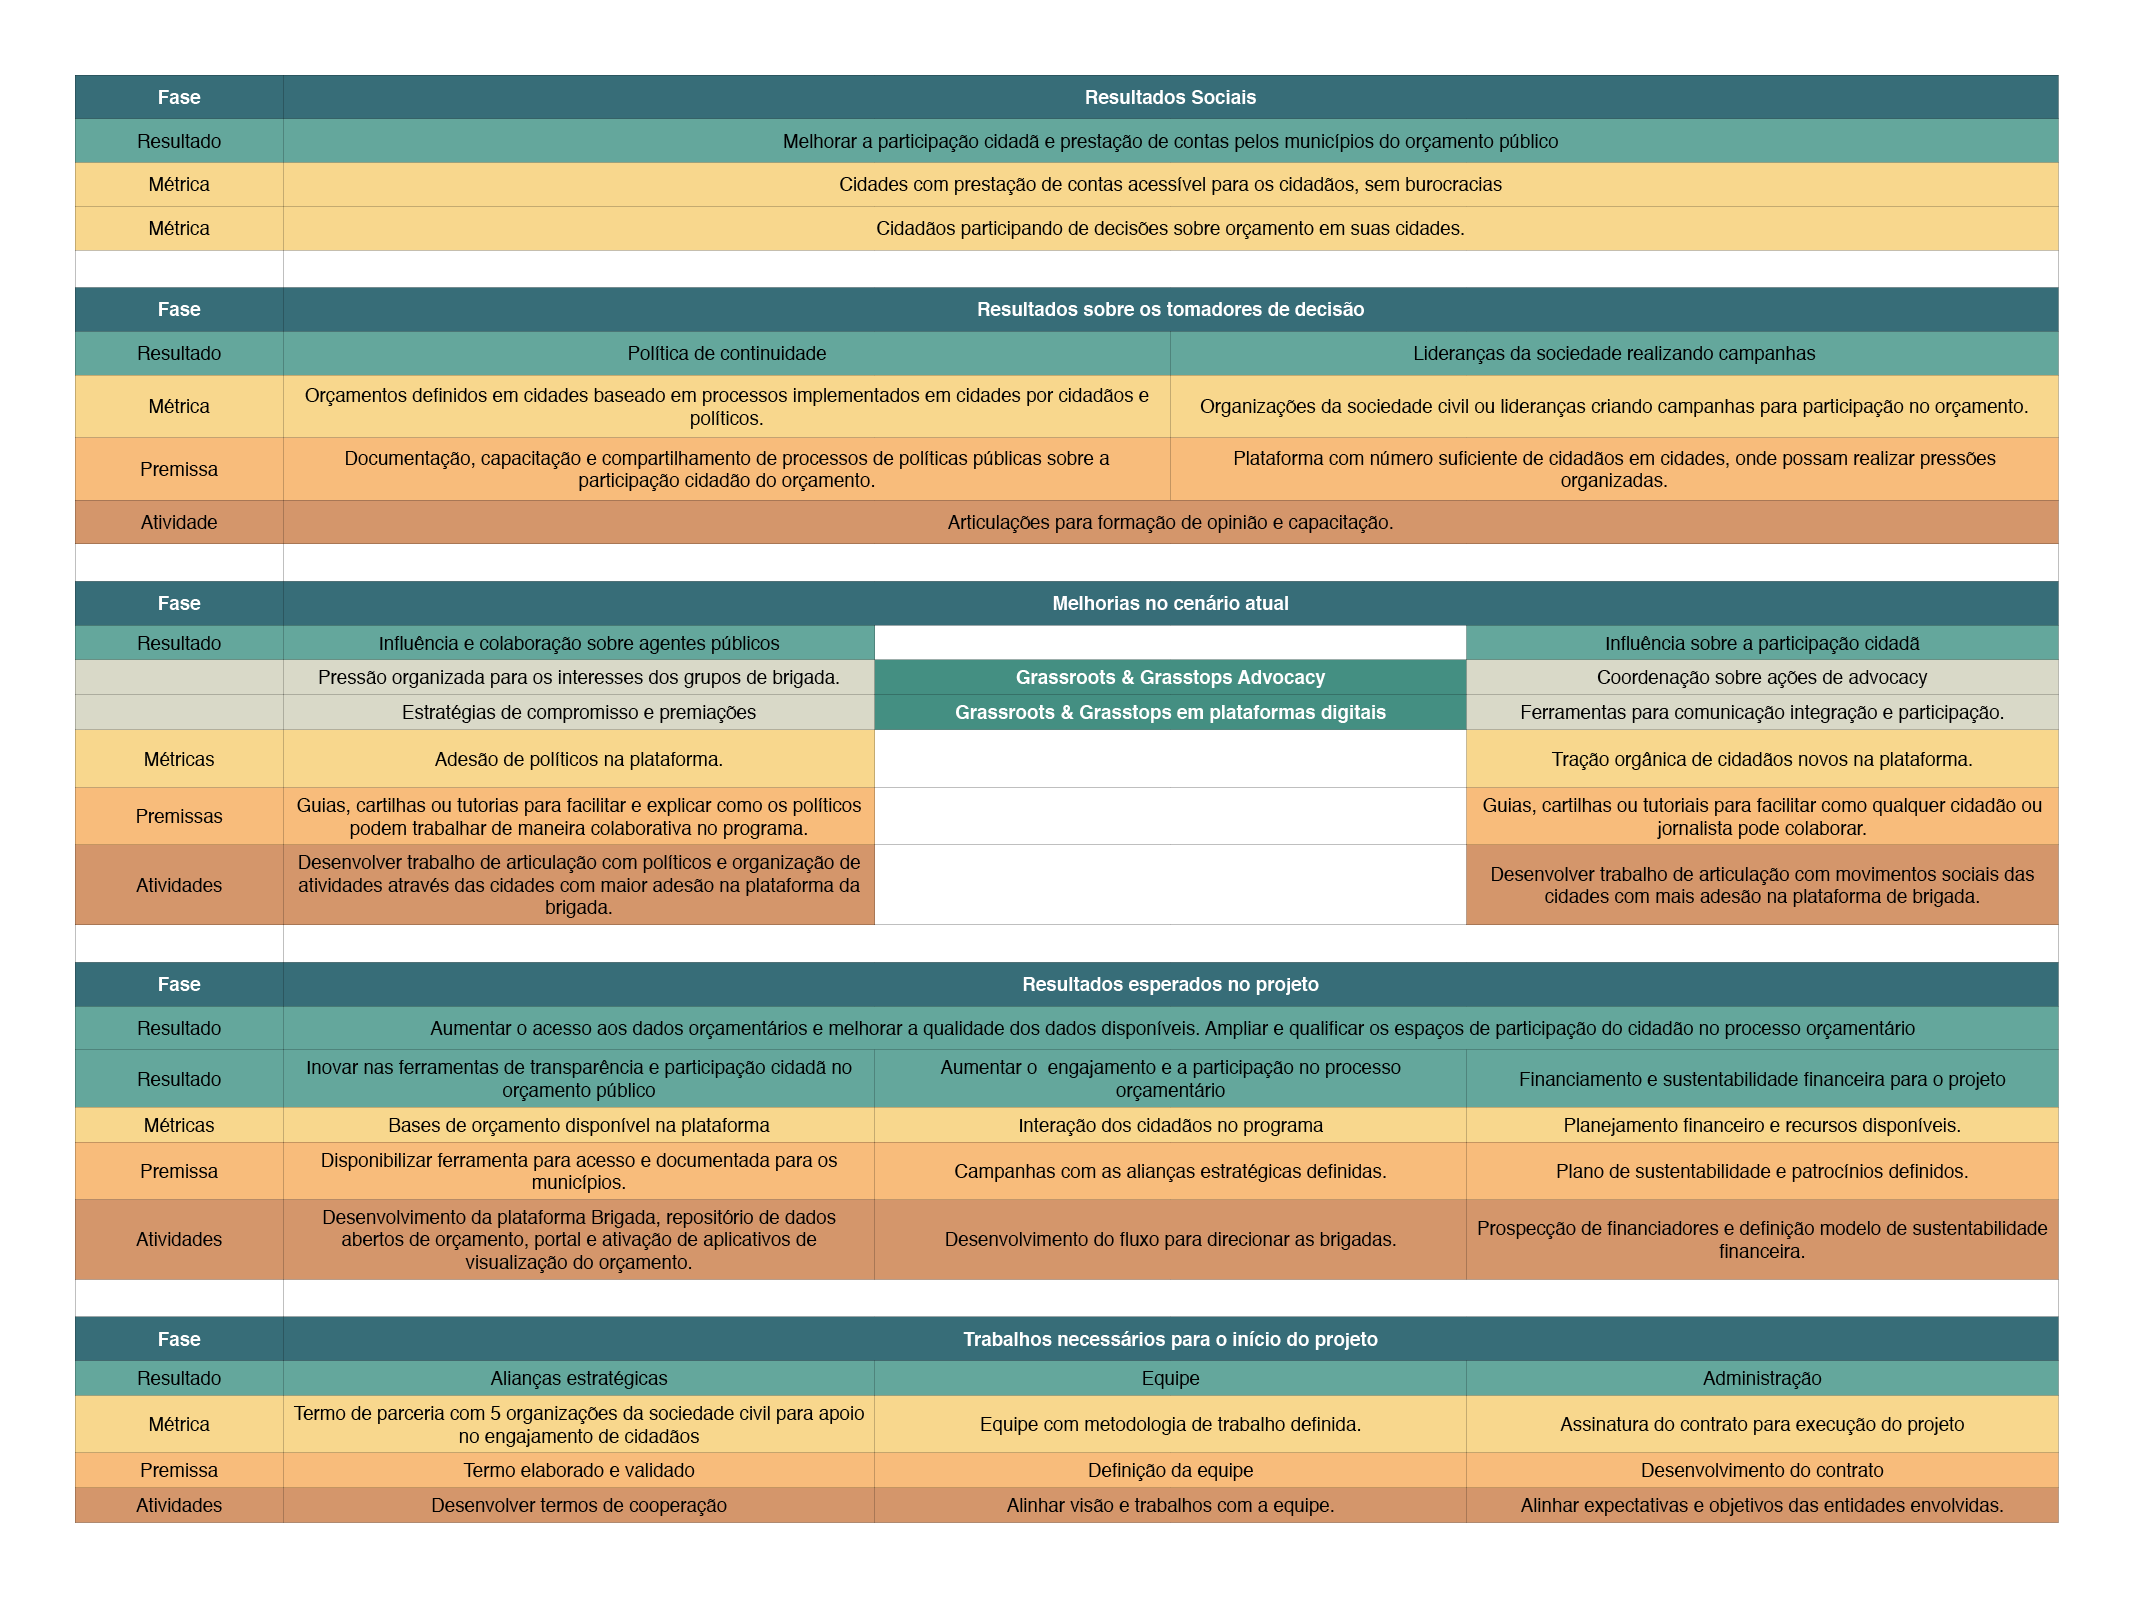 Fase
Resultados Sociais
Resultado
Melhorar a participação cidadã e prestação de contas pelos municípios do orçamento público
Métrica
Cidades com prestação de contas acessível para os cidadãos, sem burocracias
Métrica
Cidadãos participando de decisões sobre orçamento em suas cidades.
Fase
Resultados sobre os tomadores de decisão
Resultado
Política de continuidade
Lideranças da sociedade realizando campanhas
Métrica
Orçamentos definidos em cidades baseado em processos implementados em cidades por cidadãos e
políticos.
Organizações da sociedade civil ou lideranças criando campanhas para participação no orçamento.
Premissa
Documentação, capacitação e compartilhamento de processos de políticas públicas sobre a
participação cidadão do orçamento.
Plataforma com número suficiente de cidadãos em cidades, onde possam realizar pressões
organizadas.
Atividade
Articulações para formação de opinião e capacitação.
Fase
Melhorias no cenário atual
Resultado
Influência e colaboração sobre agentes públicos
Influência sobre a participação cidadã
Pressão organizada para os interesses dos grupos de brigada.
Grassroots & Grasstops Advocacy
Coordenação sobre ações de advocacy
Estratégias de compromisso e premiações
Grassroots & Grasstops em plataformas digitais
Ferramentas para comunicação integração e participação.
Métricas
Adesão de políticos na plataforma.
Tração orgânica de cidadãos novos na plataforma.
Premissas
Guias, cartilhas ou tutorias para facilitar e explicar como os políticos
podem trabalhar de maneira colaborativa no programa.
Guias, cartilhas ou tutoriais para facilitar como qualquer cidadão ou
jornalista pode colaborar.
Atividades
Desenvolver trabalho de articulação com políticos e organização de
atividades através das cidades com maior adesão na plataforma da
brigada.
Desenvolver trabalho de articulação com movimentos sociais das
cidades com mais adesão na plataforma de brigada.
Fase
Resultados esperados no projeto
Resultado
Aumentar o acesso aos dados orçamentários e melhorar a qualidade dos dados disponíveis. Ampliar e qualificar os espaços de participação do cidadão no processo orçamentário
Resultado
Inovar nas ferramentas de transparência e participação cidadã no
orçamento público
Aumentar o  engajamento e a participação no processo
orçamentário
Financiamento e sustentabilidade financeira para o projeto
Métricas
Bases de orçamento disponível na plataforma
Interação dos cidadãos no programa
Planejamento financeiro e recursos disponíveis.
Premissa
Disponibilizar ferramenta para acesso e documentada para os
municípios.
Campanhas com as alianças estratégicas definidas.
Plano de sustentabilidade e patrocínios definidos.
Atividades
Desenvolvimento da plataforma Brigada, repositório de dados
abertos de orçamento, portal e ativação de aplicativos de
visualização do orçamento.
Desenvolvimento do fluxo para direcionar as brigadas.
Prospecção de financiadores e definição modelo de sustentabilidade
financeira.
Fase
Trabalhos necessários para o início do projeto
Resultado
Alianças estratégicas
Equipe
Administração
Métrica
Termo de parceria com 5 organizações da sociedade civil para apoio
no engajamento de cidadãos
Equipe com metodologia de trabalho definida.
Assinatura do contrato para execução do projeto
Premissa
Termo elaborado e validado
Definição da equipe
Desenvolvimento do contrato
Atividades
Desenvolver termos de cooperação
Alinhar visão e trabalhos com a equipe.
Alinhar expectativas e objetivos das entidades envolvidas.